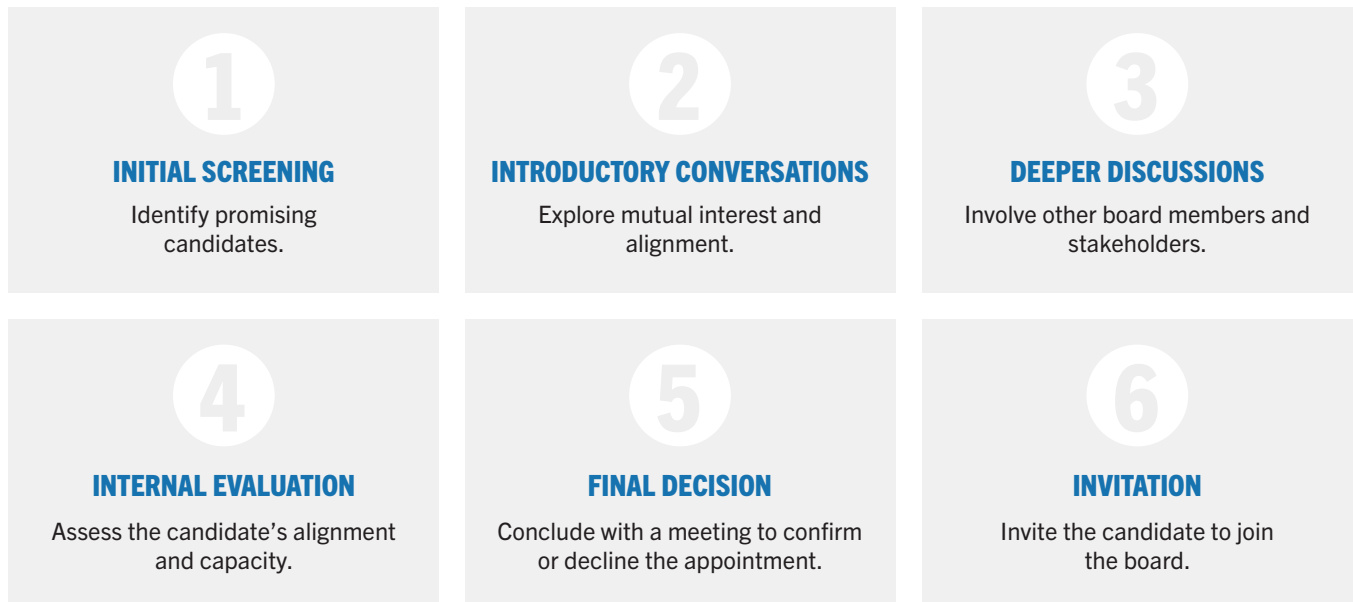 1
INITIAL SCREENING
Identify promising
candidates.
2
INTRODUCTORY CONVERSATIONS
Explore mutual interest and
alignment.
3
DEEPER DISCUSSIONS
Involve other board members and
stakeholders.
4
INTERNAL EVALUATION
Assess the candidate’s alignment
and capacity.
5
FINAL DECISION
Conclude with a meeting to confirm
or decline the appointment.
6
INVITATION
Invite the candidate to join
the board.